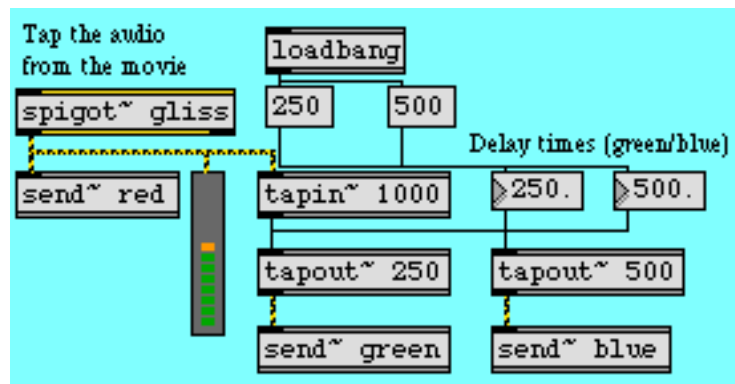 Tap the audio
from the movie
loadbang
spigot~ gliss
250
500
Delay times (green/blue)
send~ red
tapin~ 1000
250.
500.
tapout~ 250
tapout~ 500
send~ green
send~ blue